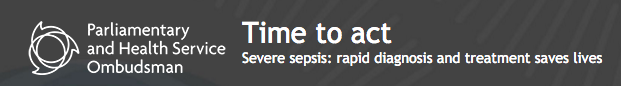 Parliamentary
and Health Service
Ombudsman
Time to act
Severe sepsis: rapid diagnosis and treatment saves lives